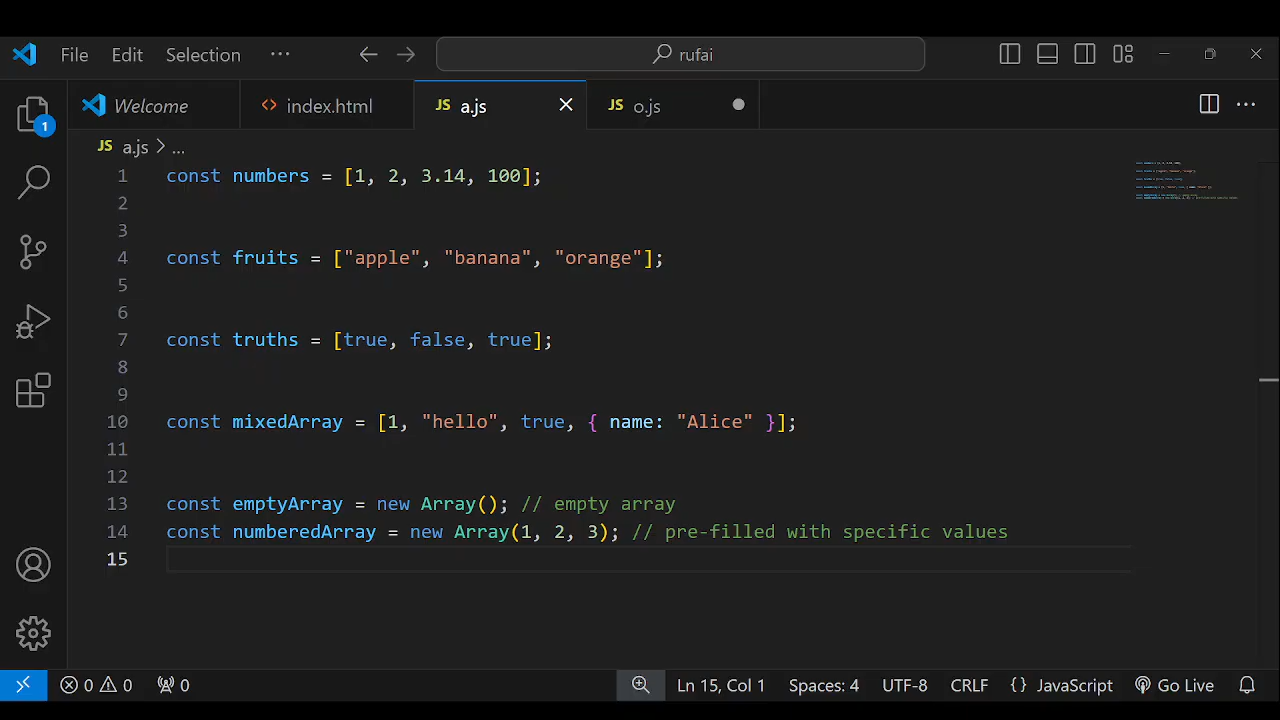 File Edit Selection ··· rufai
Welcome index.html JS a.js JS o.js
JS a.js > ...
1 const numbers = [1, 2, 3.14, 100];
2
3
4 const fruits = ["apple", "banana", "orange"];
5
6
7 const truths = [true, false, true];
8
9
10 const mixedArray = [1, "hello", true, { name: "Alice" }];
11
12
13 const emptyArray = new Array(); // empty array
14 const numberedArray = new Array(1, 2, 3); // pre-filled with specific values
15
1
0 0 0 Ln 15, Col 1 Spaces: 4 UTF-8 CRLF {} JavaScript Go Live